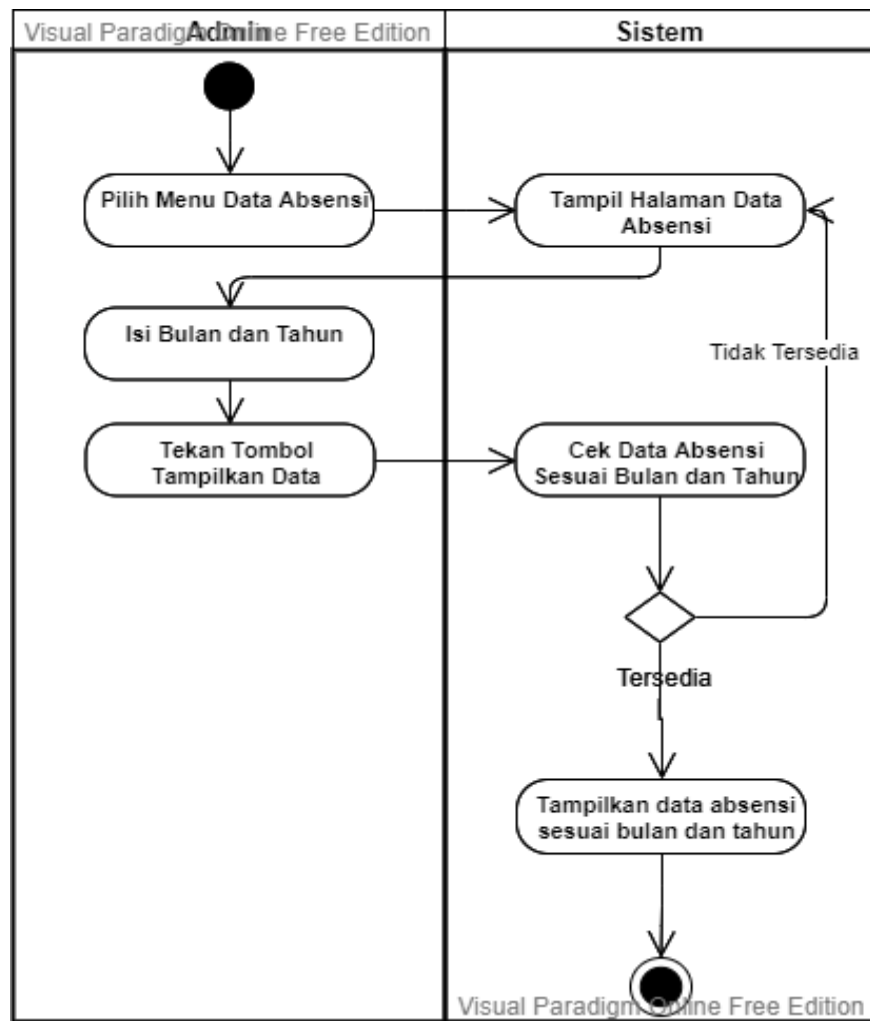 Visual Paradigm Online Free Edition
Admin
Sistem
Pilih Menu Data Absensi
Tampil Halaman Data
Absensi
Isi Bulan dan Tahun
Tidak Tersedia
Tekan Tombol
Tampilkan Data
Cek Data Absensi
Sesuai Bulan dan Tahun
Tersedia
Tampilkan data absensi
sesuai bulan dan tahun
Visual Paradigm Online Free Edition